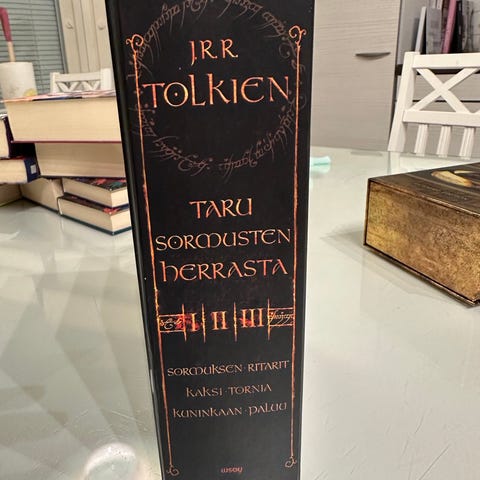 J.R.R.
TOLKIEN
TARU
SORMUSTEN
HERRASTA
I II III
SORMUKSEN · RITARIT
KAKSI · TORNIA
KUNINKAAN · PALUU
WSOY